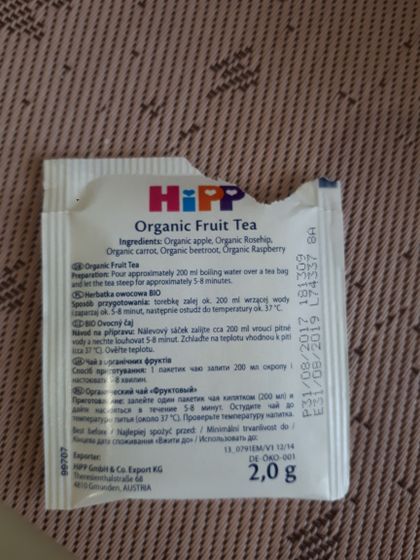 HiPP
Organic Fruit Tea
Ingredients: Organic apple, Organic Rosehip,
Organic carrot, Organic beetroot, Organic Raspberry
GB Organic Fruit Tea
Preparation: Pour approximately 200 ml boiling water over a tea bag
and let the tea steep for approximately 5-8 minutes.
PL Herbatka owocowa BIO
Sposób przygotowania: torebkę zalej ok. 200 ml wrzącej wody
i zaparzaj ok. 5-8 minut, następnie ostudź do temperatury ok. 37 °C.
CZ BIO Ovocný čaj
Návod na přípravu: Nálevový sáček zalijte cca 200 ml vroucí pitné
vody a nechte louhovat 5-8 minut. Zchlaďte na teplotu vhodnou k pití
(cca 37 °C). Ověřte teplotu.
UA Чай з органічних фруктів
Спосіб приготування: 1 пакетик чаю залити 200 мл окропу і
настоювати 5-8 хвилин.
RU Органический чай «Фруктовый»
Приготовление: залейте один пакетик чая кипятком (200 мл) и
дайте настояться в течение 5-8 минут. Остудите чай до
температуры питья (около 37 °C). Проверьте температуру напитка.
Best before / Najlepiej spożyć przed: / Minimální trvanlivost do /
Кінцева дата споживання «Вжити до» / Использовать до:
13_0791EM/V1 12/14
DE-ÖKO-001
Exporter:
HiPP GmbH & Co. Export KG
Theresienthalstraße 68
4810 Gmunden, AUSTRIA
2,0 g
99707
P31/08/2017 181309
E31/08/2019 L74337 8A